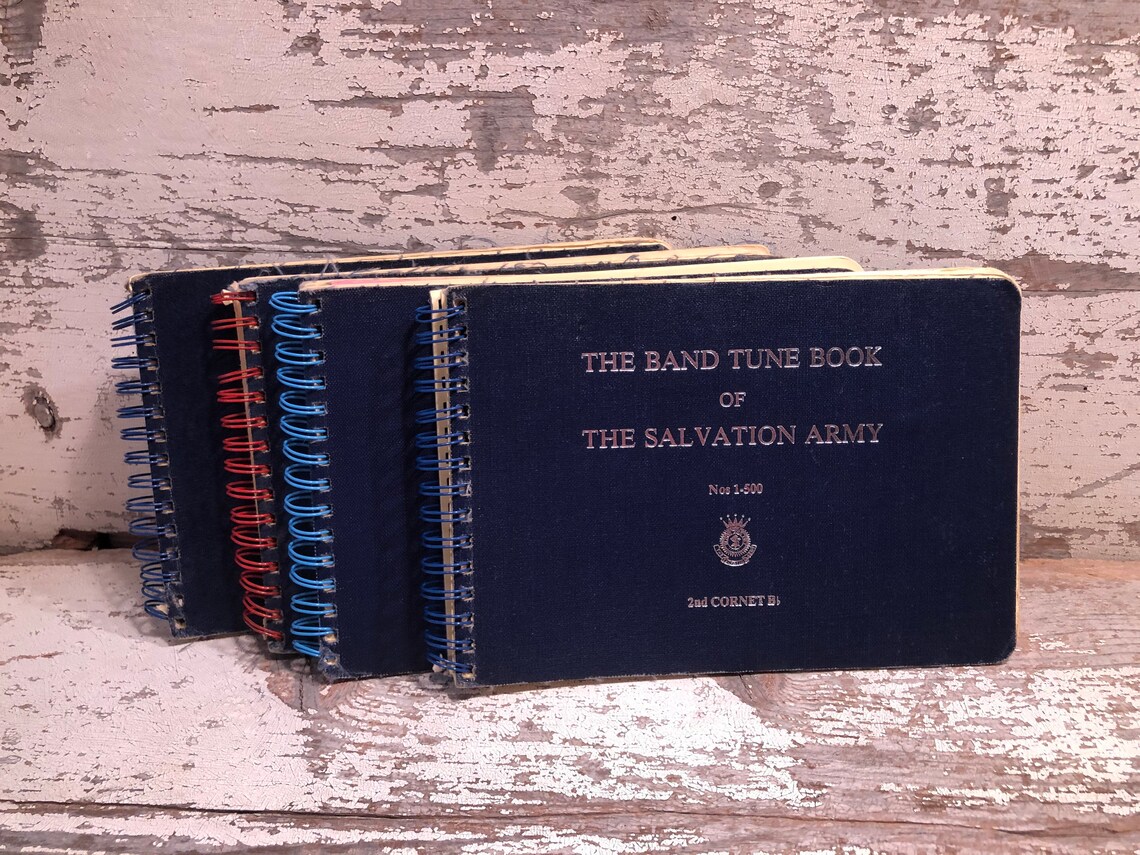 THE BAND TUNE BOOK
OF
THE SALVATION ARMY
Nos 1-500
2nd CORNET B♭